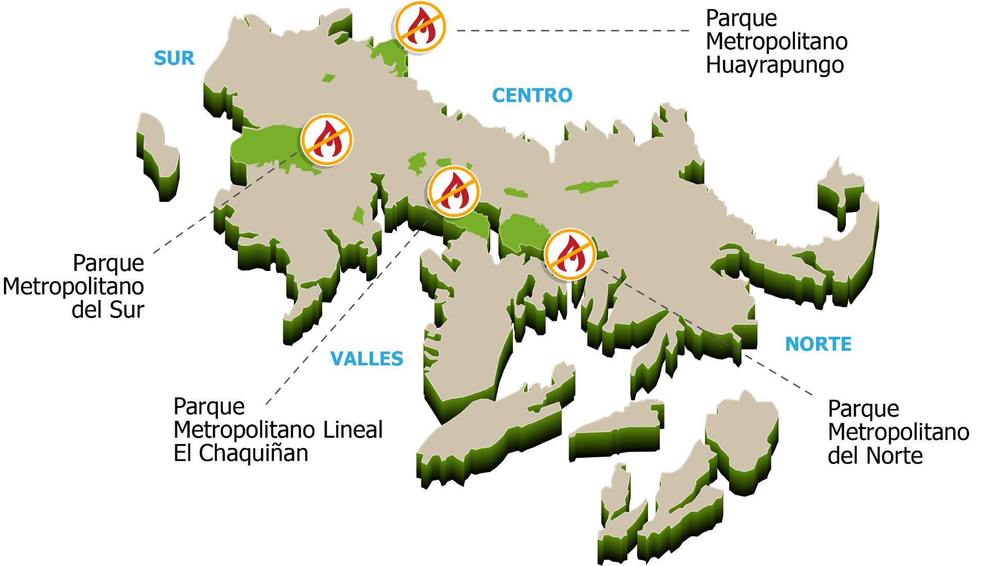 Parque
Metropolitano
Huayrapungo
SUR
CENTRO
Parque
Metropolitano
del Sur
VALLES
NORTE
Parque
Metropolitano Lineal
El Chaquiñan
Parque
Metropolitano
del Norte